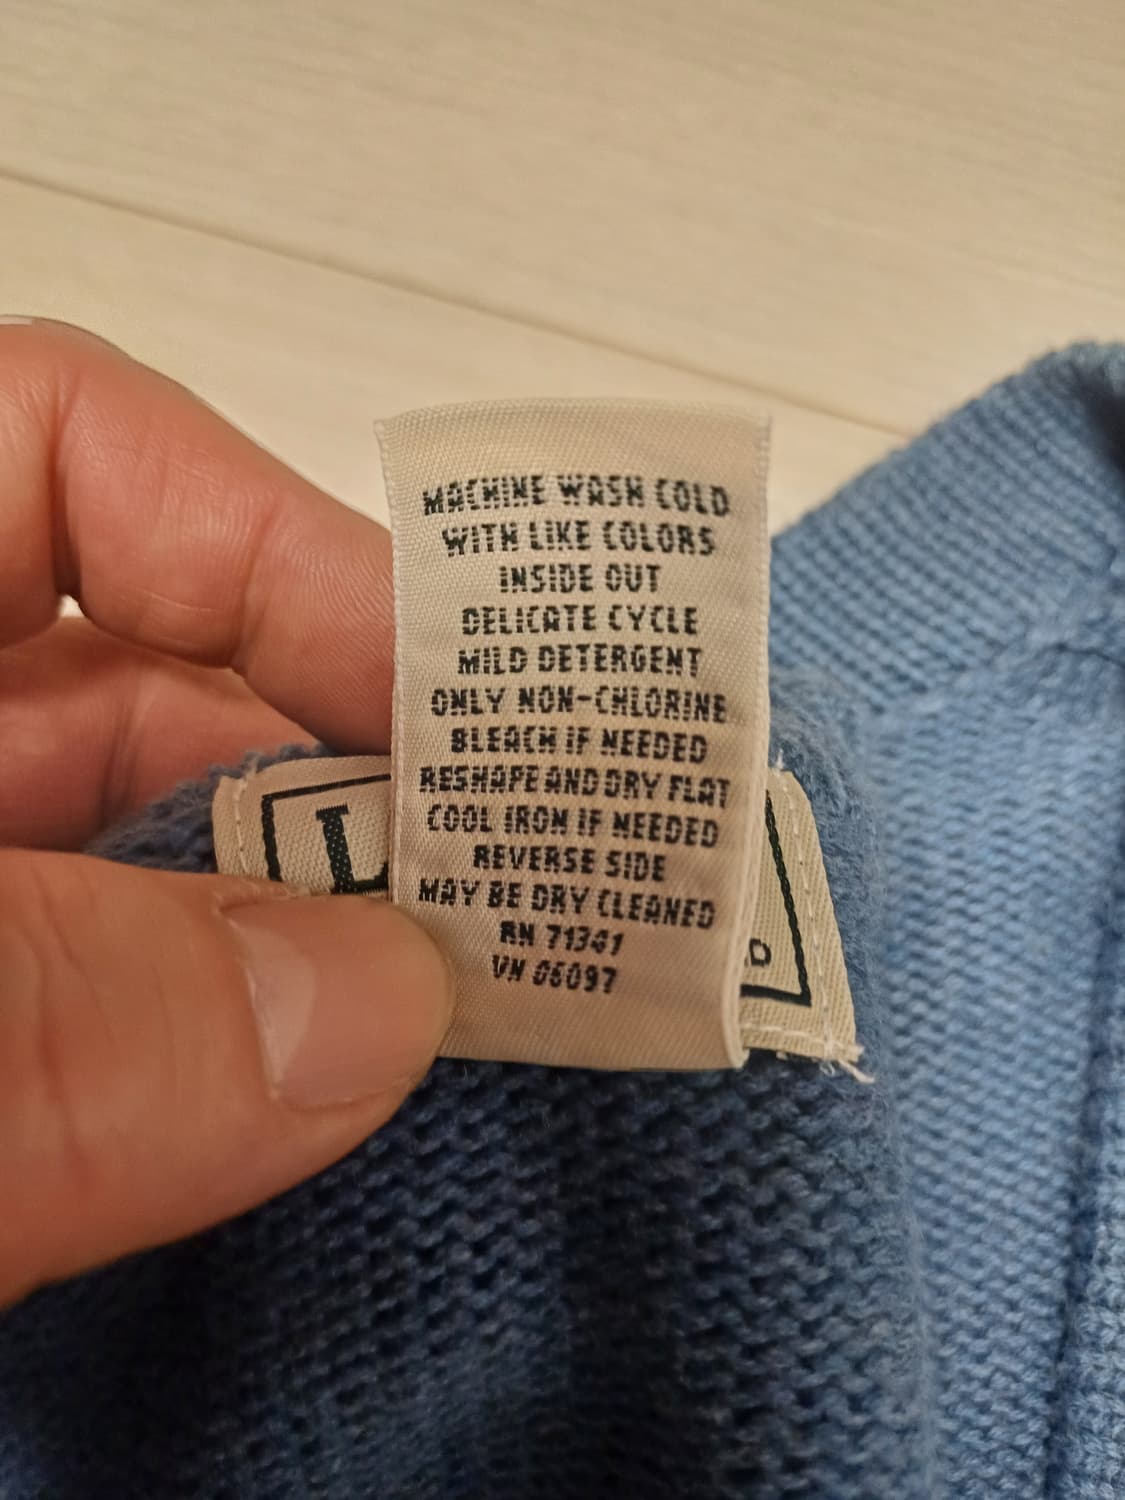 MACHINE WASH COLD
WITH LIKE COLORS
INSIDE OUT
DELICATE CYCLE
MILD DETERGENT
ONLY NON-CHLORINE
BLEACH IF NEEDED
RESHAPE AND DRY FLAT
COOL IRON IF NEEDED
REVERSE SIDE
MAY BE DRY CLEANED
RN 71341
VN 06097
L
D